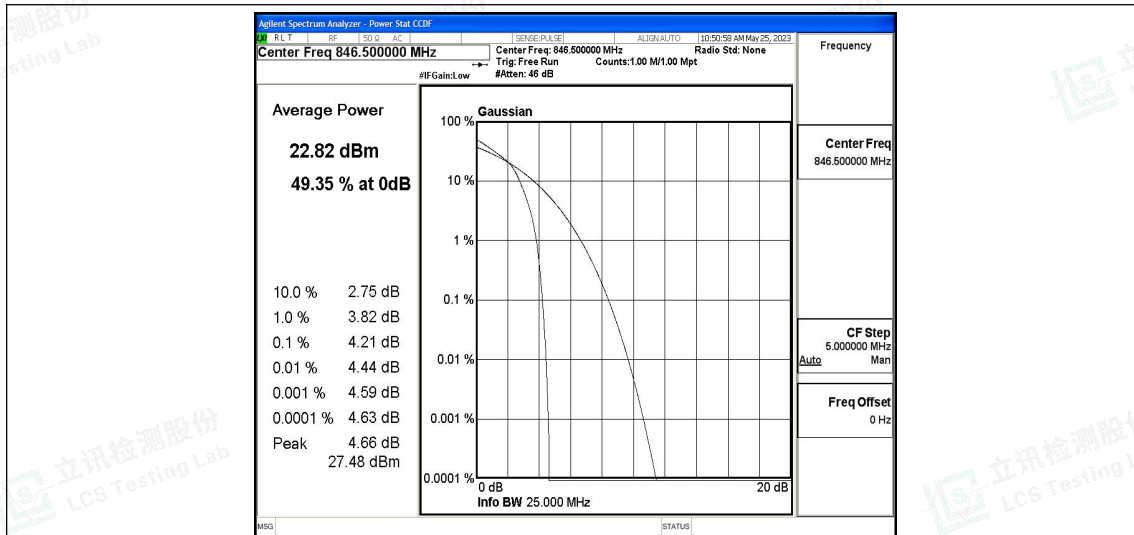 Agilent Spectrum Analyzer - Power Stat CCDF
LXI RL T RF 50 Ω AC SENSE:PULSE ALIGN AUTO 10:50:58 AM May 25, 2023
Center Freq 846.500000 MHz
Center Freq: 846.500000 MHz Radio Std: None
Trig: Free Run Counts:1.00 M/1.00 Mpt
#IFGain:Low #Atten: 46 dB
Frequency
Average Power
22.82 dBm
49.35 % at 0dB
10.0 % 2.75 dB
1.0 % 3.82 dB
0.1 % 4.21 dB
0.01 % 4.44 dB
0.001 % 4.59 dB
0.0001 % 4.63 dB
Peak 4.66 dB
27.48 dBm
Gaussian
100 %
10 %
1 %
0.1 %
0.01 %
0.001 %
0.0001 %
0 dB 20 dB
Info BW 25.000 MHz
Center Freq
846.500000 MHz
CF Step
5.000000 MHz
Auto Man
Freq Offset
0 Hz
MSG STATUS
立讯检测股份
LCS Testing Lab